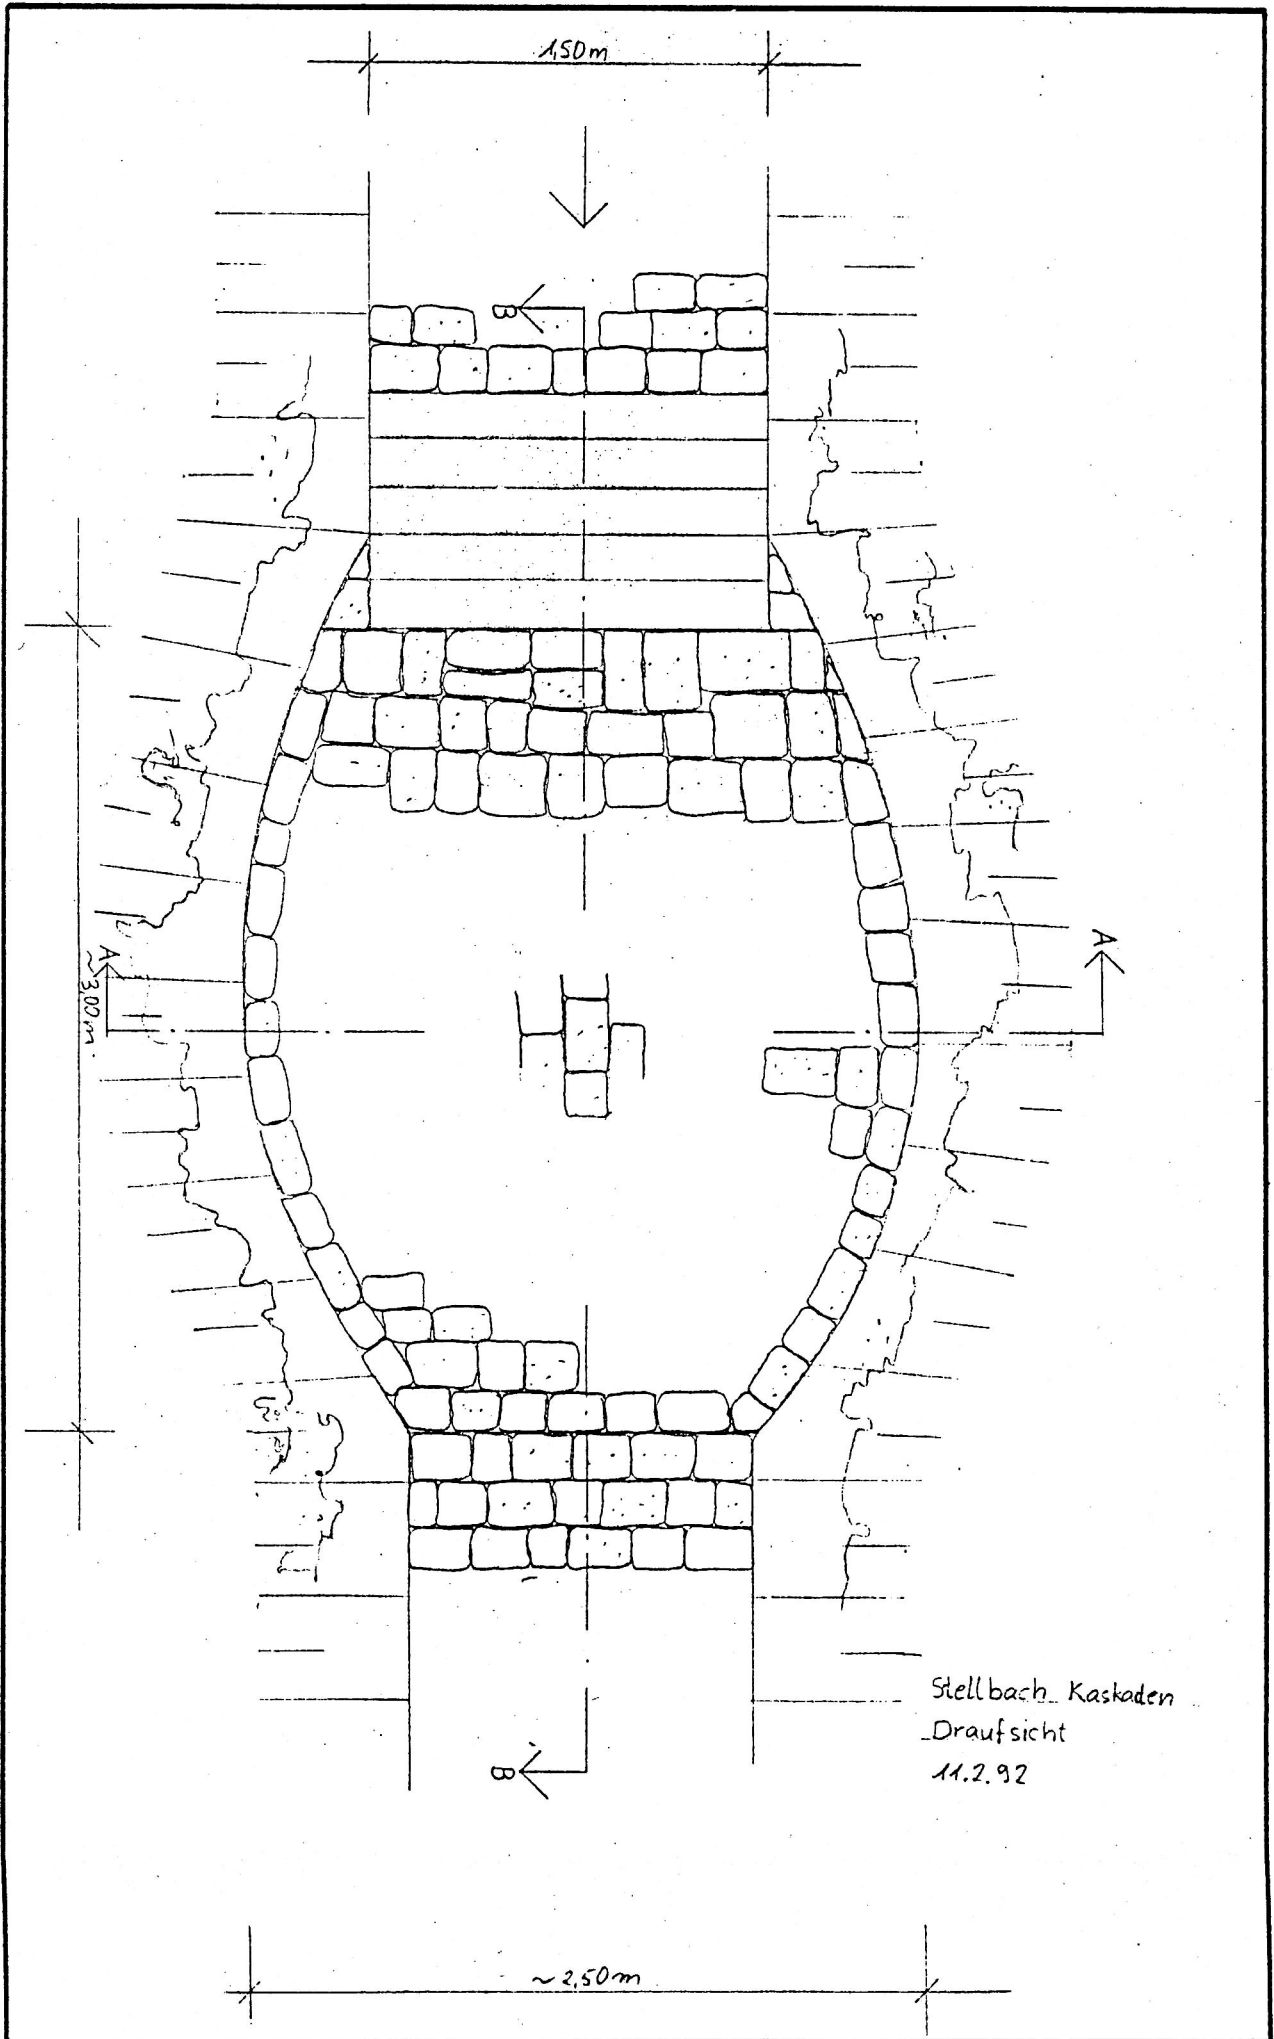 1,50m
B
A
A
~3,00m
Stellbach Kaskaden
Draufsicht
11.2.92
B
~2,50m